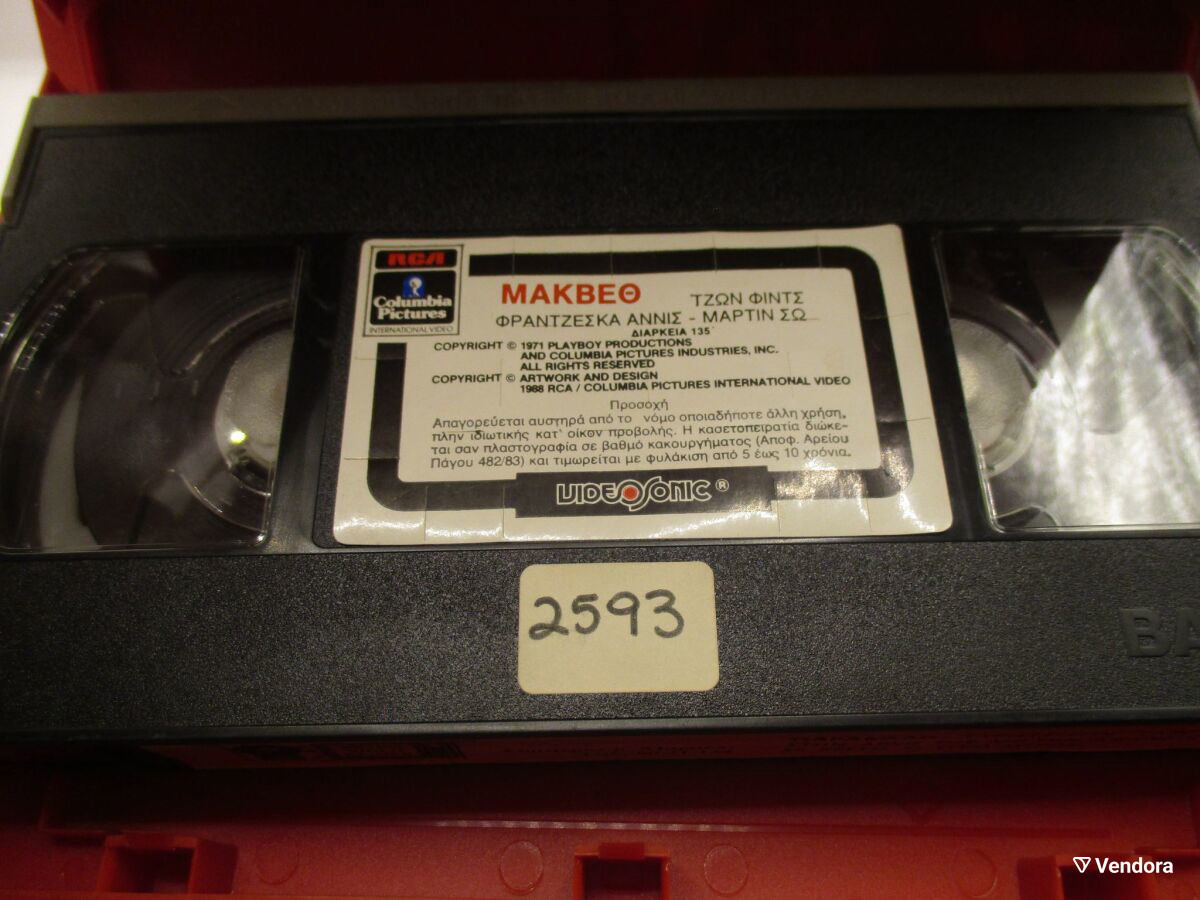 RCA
Columbia
Pictures
INTERNATIONAL VIDEO
ΜΑΚΒΕΘ ΤΖΩΝ ΦΙΝΤΣ
ΦΡΑΝΤΖΕΣΚΑ ΑΝΝΙΣ - ΜΑΡΤΙΝ ΣΩ
ΔΙΑΡΚΕΙΑ 135΄
COPYRIGHT © 1971 PLAYBOY PRODUCTIONS
AND COLUMBIA PICTURES INDUSTRIES, INC.
ALL RIGHTS RESERVED
COPYRIGHT © ARTWORK AND DESIGN
1988 RCA / COLUMBIA PICTURES INTERNATIONAL VIDEO
Προσοχή
Απαγορεύεται αυστηρά από το νόμο οποιαδήποτε άλλη χρήση,
πλην ιδιωτικής κατ' οίκον προβολής. Η κασετοπειρατία διώκε-
ται σαν πλαστογραφία σε βαθμό κακουργήματος (Αποφ. Αρείου
Πάγου 482/83) και τιμωρείται με φυλάκιση από 5 έως 10 χρόνια.
VIDEOSONIC ®
2593
Vendora